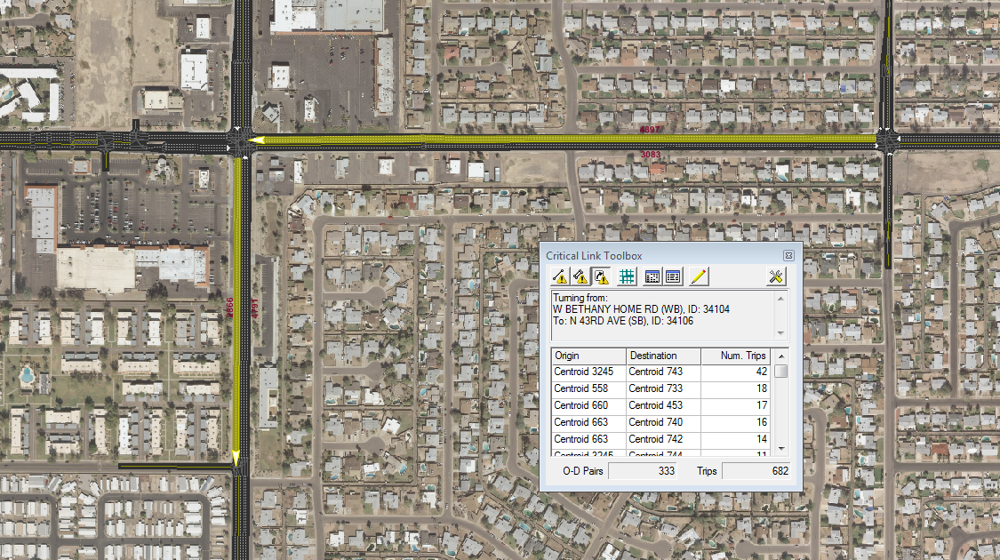 4897
3083
Critical Link Toolbox
Turning from:
W BETHANY HOME RD (WB), ID: 34104
To: N 43RD AVE (SB), ID: 34106
Origin Destination Num. Trips
Centroid 3245 Centroid 743 42
Centroid 558 Centroid 733 18
Centroid 660 Centroid 453 17
Centroid 663 Centroid 740 16
Centroid 663 Centroid 742 14
Centroid 3245 Centroid 744 11
O-D Pairs 333 Trips 682
4791